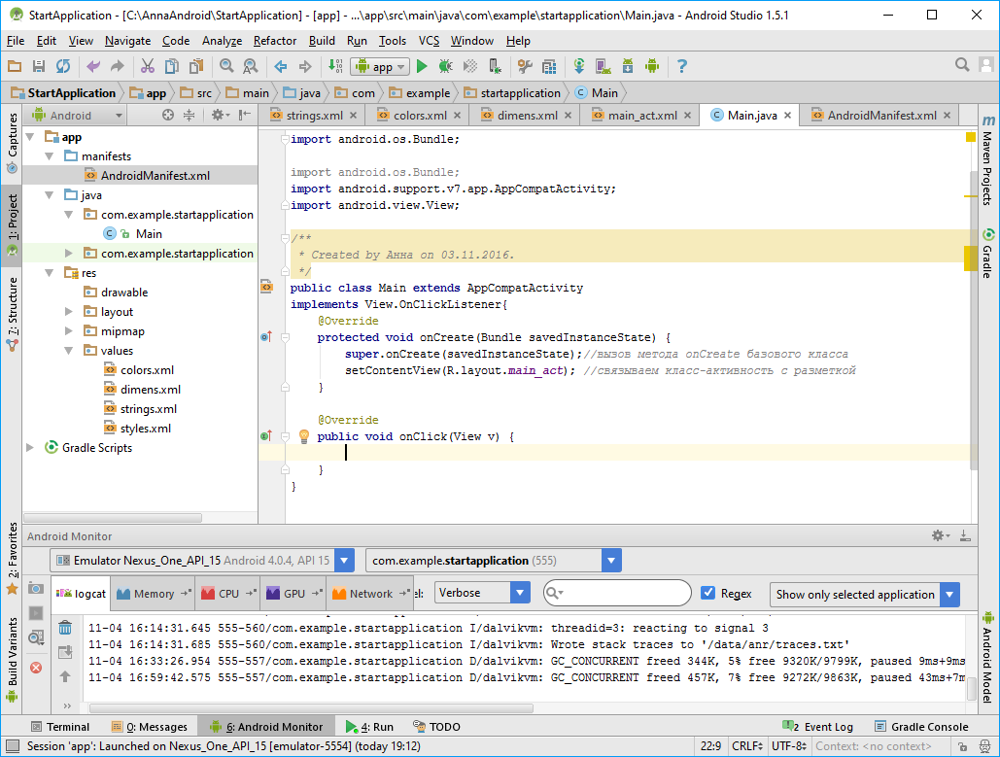 StartApplication - [C:\AnnaAndroid\StartApplication] - [app] - ...\app\src\main\java\com\example\startapplication\Main.java - Android Studio 1.5.1
File Edit View Navigate Code Analyze Refactor Build Run Tools VCS Window Help
app
StartApplication app src main java com example startapplication Main
Android
strings.xml colors.xml dimens.xml main_act.xml Main.java AndroidManifest.xml
Captures
1: Project
7: Structure
2: Favorites
Build Variants
app
manifests
AndroidManifest.xml
java
com.example.startapplication
Main
com.example.startapplication
res
drawable
layout
mipmap
values
colors.xml
dimens.xml
strings.xml
styles.xml
Gradle Scripts
import android.os.Bundle;
import android.os.Bundle;
import android.support.v7.app.AppCompatActivity;
import android.view.View;
/**
* Created by Анна on 03.11.2016.
*/
public class Main extends AppCompatActivity
implements View.OnClickListener{
@Override
protected void onCreate(Bundle savedInstanceState) {
super.onCreate(savedInstanceState);//вызов метода onCreate базового класса
setContentView(R.layout.main_act); //связываем класс-активность с разметкой
}
@Override
public void onClick(View v) {
}
}
Maven Projects
Gradle
Android Model
Android Monitor
Emulator Nexus_One_API_15 Android 4.0.4, API 15 com.example.startapplication (555)
logcat Memory CPU GPU Network el: Verbose Regex Show only selected application
11-04 16:14:31.645 555-560/com.example.startapplication I/dalvikvm: threadid=3: reacting to signal 3
11-04 16:14:31.685 555-560/com.example.startapplication I/dalvikvm: Wrote stack traces to '/data/anr/traces.txt'
11-04 16:33:26.954 555-557/com.example.startapplication D/dalvikvm: GC_CONCURRENT freed 344K, 5% free 9320K/9799K, paused 9ms+9ms
11-04 16:59:42.575 555-557/com.example.startapplication D/dalvikvm: GC_CONCURRENT freed 457K, 7% free 9272K/9863K, paused 43ms+7m
Terminal 0: Messages 6: Android Monitor 4: Run TODO 2 Event Log Gradle Console
Session 'app': Launched on Nexus_One_API_15 [emulator-5554] (today 19:12) 22:9 CRLF UTF-8 Context: <no context>